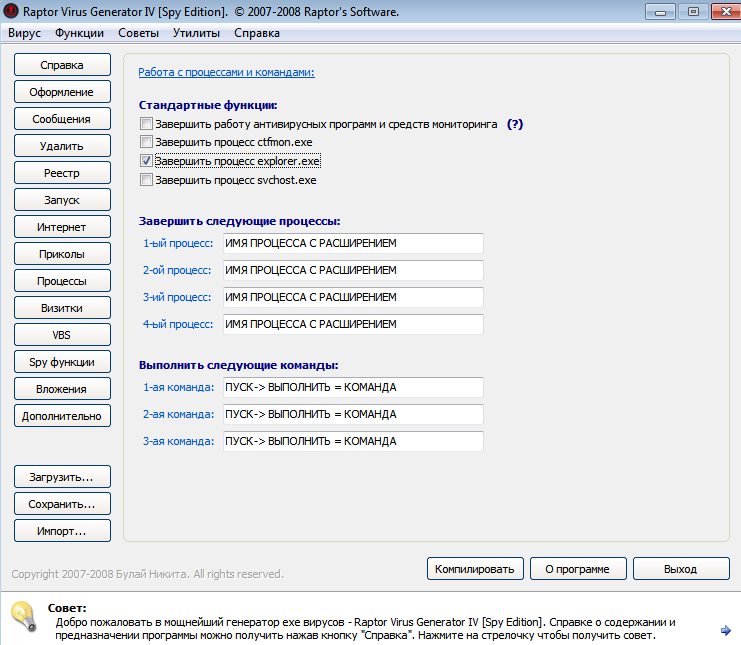 Raptor Virus Generator IV [Spy Edition]. © 2007-2008 Raptor's Software.
Вирус Функции Советы Утилиты Справка
Справка
Оформление
Сообщения
Удалить
Реестр
Запуск
Интернет
Приколы
Процессы
Визитки
VBS
Spy функции
Вложения
Дополнительно
Загрузить...
Сохранить...
Импорт...
Работа с процессами и командами:
Стандартные функции:
Завершить работу антивирусных программ и средств мониторинга (?)
Завершить процесс ctfmon.exe
Завершить процесс explorer.exe
Завершить процесс svchost.exe
Завершить следующие процессы:
1-ый процесс: ИМЯ ПРОЦЕССА С РАСШИРЕНИЕМ
2-ой процесс: ИМЯ ПРОЦЕССА С РАСШИРЕНИЕМ
3-ий процесс: ИМЯ ПРОЦЕССА С РАСШИРЕНИЕМ
4-ый процесс: ИМЯ ПРОЦЕССА С РАСШИРЕНИЕМ
Выполнить следующие команды:
1-ая команда: ПУСК-> ВЫПОЛНИТЬ = КОМАНДА
2-ая команда: ПУСК-> ВЫПОЛНИТЬ = КОМАНДА
3-ая команда: ПУСК-> ВЫПОЛНИТЬ = КОМАНДА
Copyright 2007-2008 Булай Никита. All rights reserved.
Компилировать О программе Выход
Совет:
Добро пожаловать в мощнейший генератор exe вирусов - Raptor Virus Generator IV [Spy Edition]. Справке о содержании и
предназначении программы можно получить нажав кнопку "Справка". Нажмите на стрелочку чтобы получить совет.